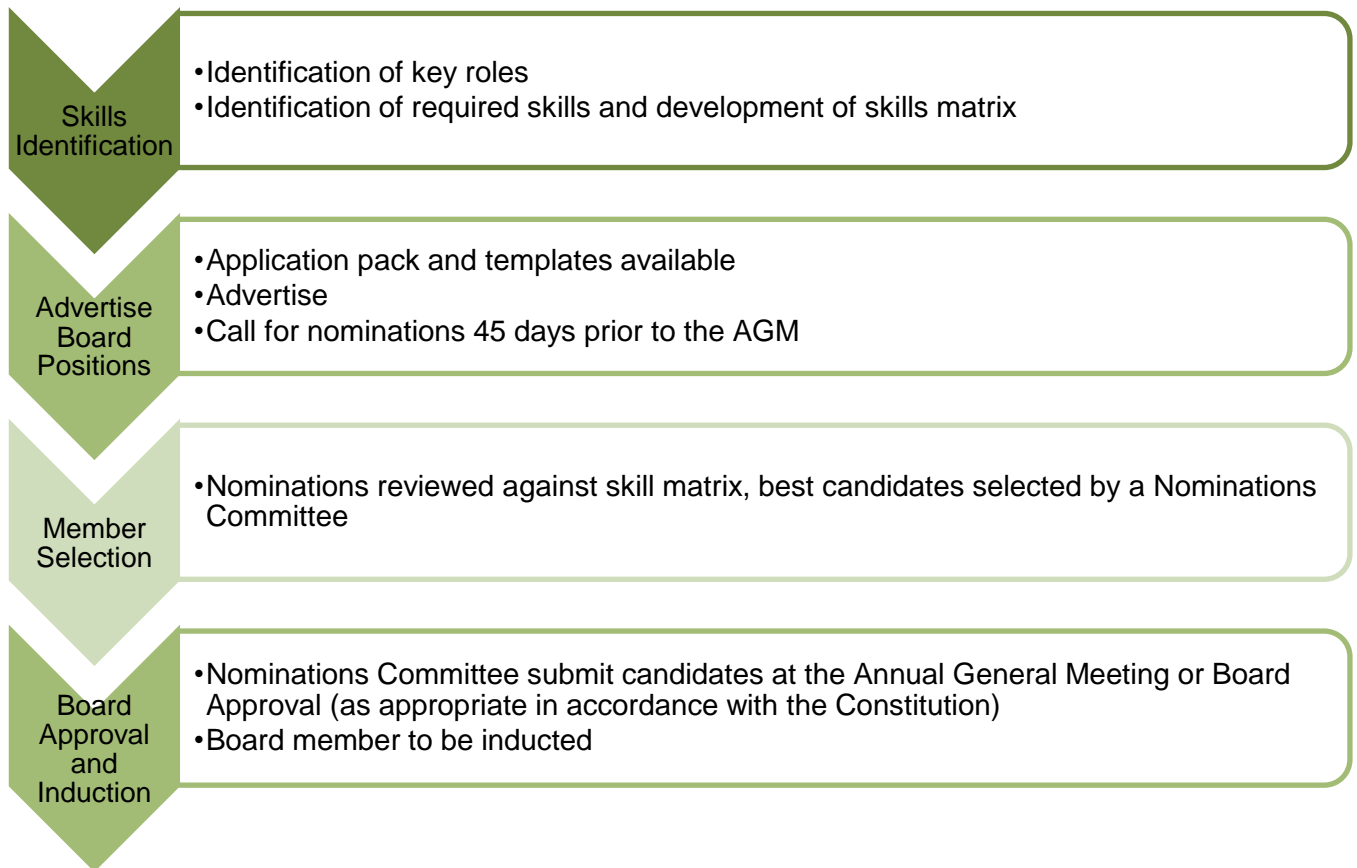 Skills
Identification
•Identification of key roles
•Identification of required skills and development of skills matrix
Advertise
Board
Positions
•Application pack and templates available
•Advertise
•Call for nominations 45 days prior to the AGM
Member
Selection
•Nominations reviewed against skill matrix, best candidates selected by a Nominations
Committee
Board
Approval
and
Induction
•Nominations Committee submit candidates at the Annual General Meeting or Board
Approval (as appropriate in accordance with the Constitution)
•Board member to be inducted